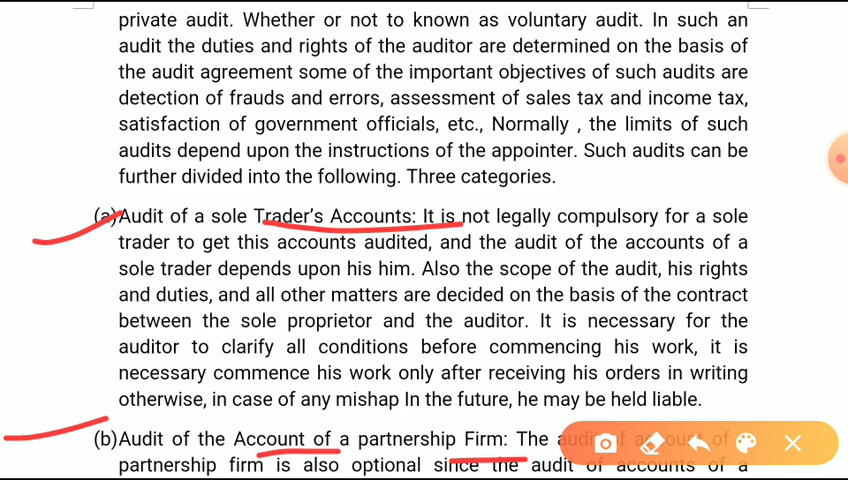 private audit. Whether or not to known as voluntary audit. In such an
audit the duties and rights of the auditor are determined on the basis of
the audit agreement some of the important objectives of such audits are
detection of frauds and errors, assessment of sales tax and income tax,
satisfaction of government officials, etc., Normally , the limits of such
audits depend upon the instructions of the appointer. Such audits can be
further divided into the following. Three categories.
(a)Audit of a sole Trader's Accounts: It is not legally compulsory for a sole
trader to get this accounts audited, and the audit of the accounts of a
sole trader depends upon his him. Also the scope of the audit, his rights
and duties, and all other matters are decided on the basis of the contract
between the sole proprietor and the auditor. It is necessary for the
auditor to clarify all conditions before commencing his work, it is
necessary commence his work only after receiving his orders in writing
otherwise, in case of any mishap In the future, he may be held liable.
(b)Audit of the Account of a partnership Firm: The audit of account of
partnership firm is also optional since the audit of accounts of a